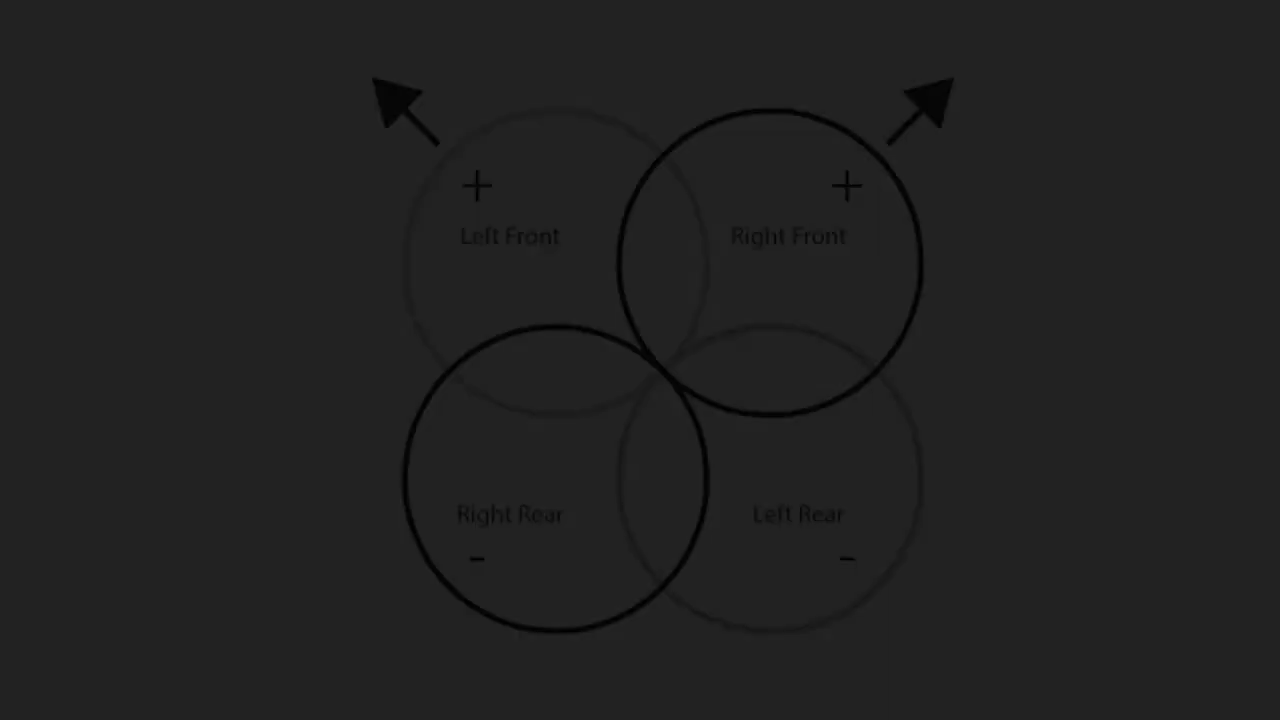 + +
Left Front Right Front
Right Rear Left Rear
- -